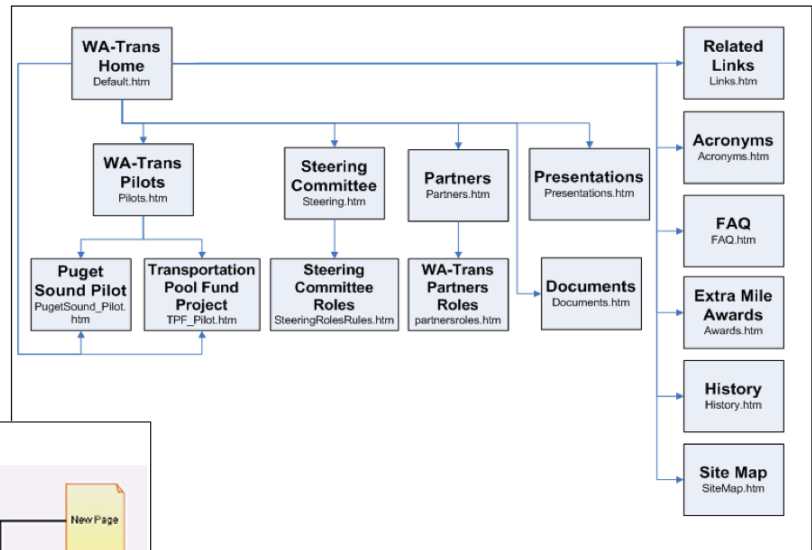 WA-Trans
Home
Default.htm
Related
Links
Links.htm
Acronyms
Acronyms.htm
WA-Trans
Pilots
Pilots.htm
Steering
Committee
Steering.htm
Partners
Partners.htm
Presentations
Presentations.htm
FAQ
FAQ.htm
Puget
Sound Pilot
PugetSound_Pilot.
htm
Transportation
Pool Fund
Project
TPF_Pilot.htm
Steering
Committee
Roles
SteeringRolesRules.htm
WA-Trans
Partners
Roles
partnersroles.htm
Documents
Documents.htm
Extra Mile
Awards
Awards.htm
History
History.htm
Site Map
SiteMap.htm
New Page